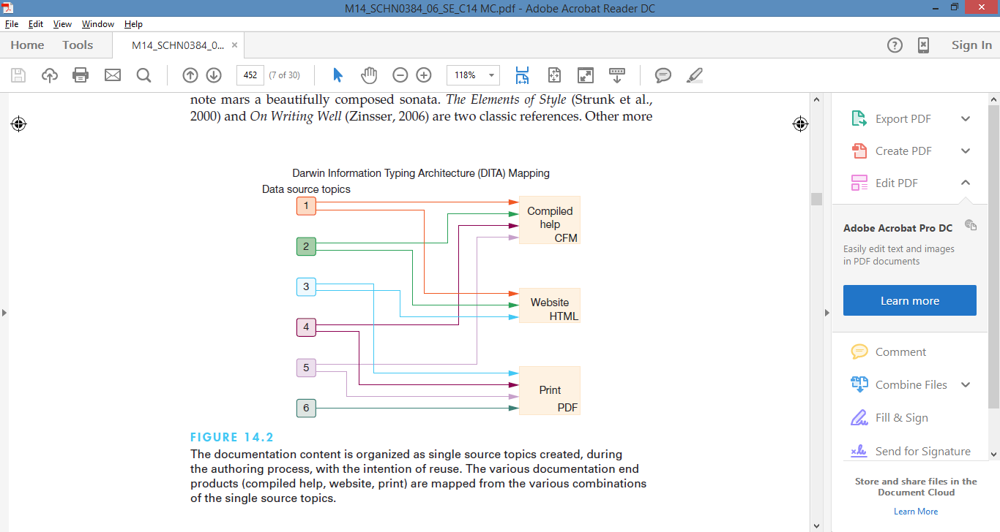 M14_SCHN0384_06_SE_C14 MC.pdf - Adobe Acrobat Reader DC
File Edit View Window Help
Home Tools M14_SCHN0384_0... × ? Sign In
452 (7 of 30) 118%
note mars a beautifully composed sonata. The Elements of Style (Strunk et al.,
2000) and On Writing Well (Zinsser, 2006) are two classic references. Other more
Darwin Information Typing Architecture (DITA) Mapping
Data source topics
1
2
3
4
5
6
Compiled
help
CFM
Website
HTML
Print
PDF
FIGURE 14.2
The documentation content is organized as single source topics created, during
the authoring process, with the intention of reuse. The various documentation end
products (compiled help, website, print) are mapped from the various combinations
of the single source topics.
Export PDF
Create PDF
Edit PDF
Adobe Acrobat Pro DC
Easily edit text and images
in PDF documents
Learn more
Comment
Combine Files
Fill & Sign
Send for Signature
Store and share files in the
Document Cloud
Learn More